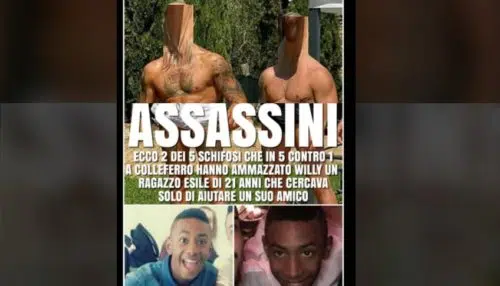 ASSASSINI
ECCO 2 DEI 5 SCHIFOSI CHE IN 5 CONTRO 1
A COLLEFERRO HANNO AMMAZZATO WILLY UN
RAGAZZO ESILE DI 21 ANNI CHE CERCAVA
SOLO DI AIUTARE UN SUO AMICO